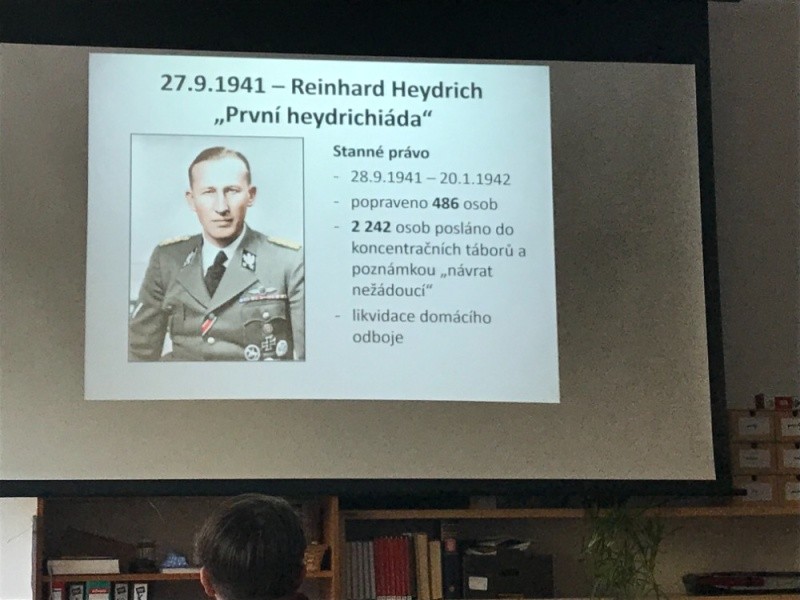 27.9.1941 – Reinhard Heydrich
„První heydrichiáda“
Stanné právo
- 28.9.1941 – 20.1.1942
- popraveno 486 osob
- 2 242 osob posláno do
koncentračních táborů a
poznámkou „návrat
nežádoucí“
- likvidace domácího
odboje